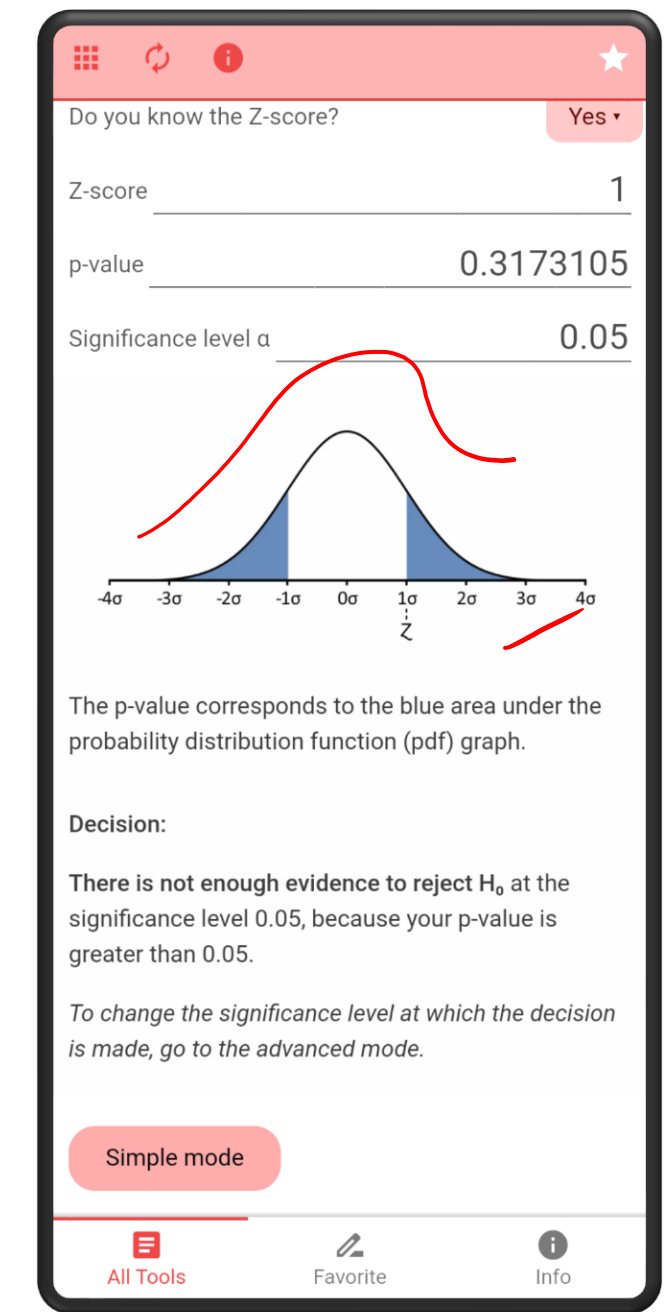 Do you know the Z-score?
Yes ▾
Z-score
1
p-value
0.3173105
Significance level α
0.05
-4σ -3σ -2σ -1σ 0σ 1σ 2σ 3σ 4σ
Z
The p-value corresponds to the blue area under the
probability distribution function (pdf) graph.
Decision:
There is not enough evidence to reject H₀ at the
significance level 0.05, because your p-value is
greater than 0.05.
To change the significance level at which the decision
is made, go to the advanced mode.
Simple mode
All Tools
Favorite
Info